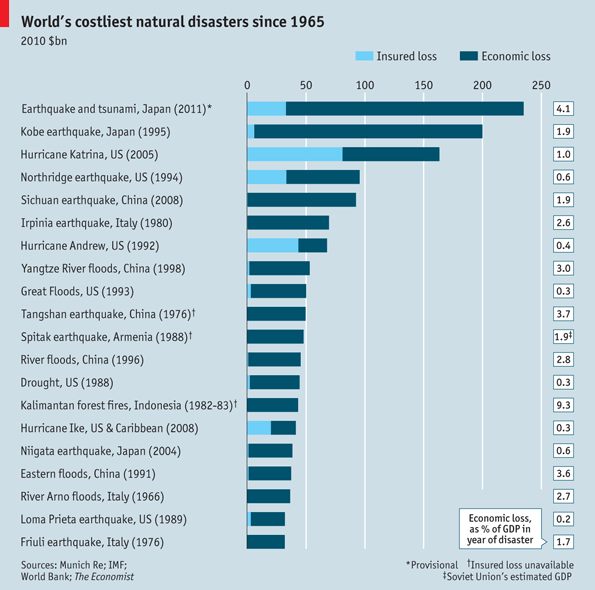 World's costliest natural disasters since 1965
2010 $bn
Insured loss Economic loss
0 50 100 150 200 250
Earthquake and tsunami, Japan (2011)* 4.1
Kobe earthquake, Japan (1995) 1.9
Hurricane Katrina, US (2005) 1.0
Northridge earthquake, US (1994) 0.6
Sichuan earthquake, China (2008) 1.9
Irpinia earthquake, Italy (1980) 2.6
Hurricane Andrew, US (1992) 0.4
Yangtze River floods, China (1998) 3.0
Great Floods, US (1993) 0.3
Tangshan earthquake, China (1976)† 3.7
Spitak earthquake, Armenia (1988)† 1.9‡
River floods, China (1996) 2.8
Drought, US (1988) 0.3
Kalimantan forest fires, Indonesia (1982-83)† 9.3
Hurricane Ike, US & Caribbean (2008) 0.3
Niigata earthquake, Japan (2004) 0.6
Eastern floods, China (1991) 3.6
River Arno floods, Italy (1966) 2.7
Loma Prieta earthquake, US (1989) 0.2
Friuli earthquake, Italy (1976) 1.7
Economic loss,
as % of GDP in
year of disaster
Sources: Munich Re; IMF;
World Bank; The Economist
*Provisional †Insured loss unavailable
‡Soviet Union's estimated GDP